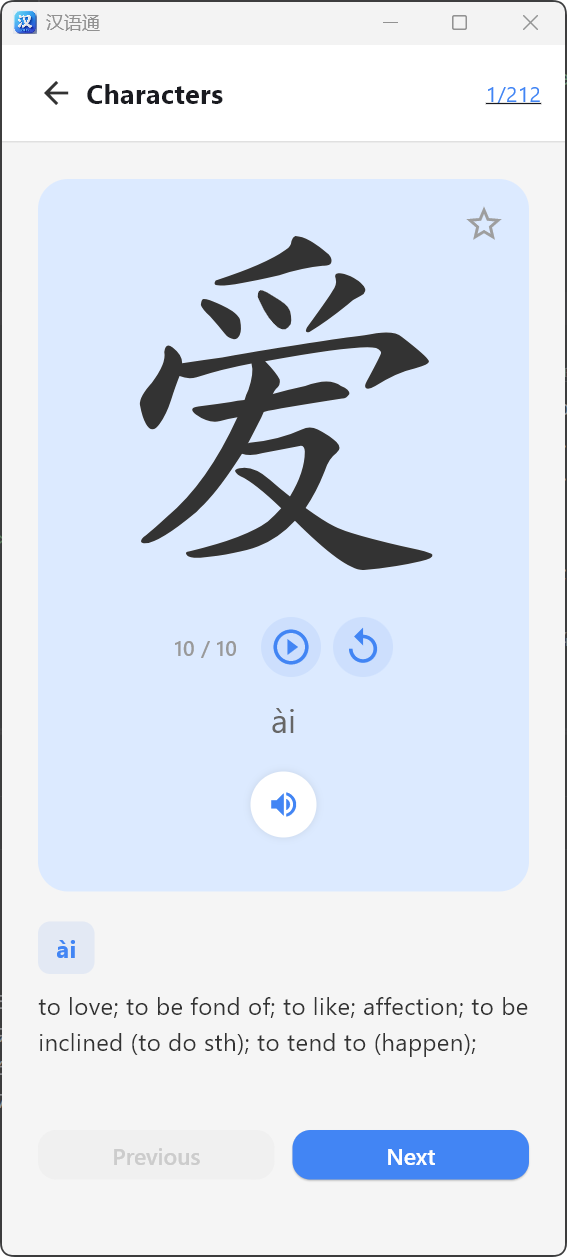 汉 汉语通
Characters
1/212
爱
10 / 10
ài
ài
to love; to be fond of; to like; affection; to be
inclined (to do sth); to tend to (happen);
Previous
Next